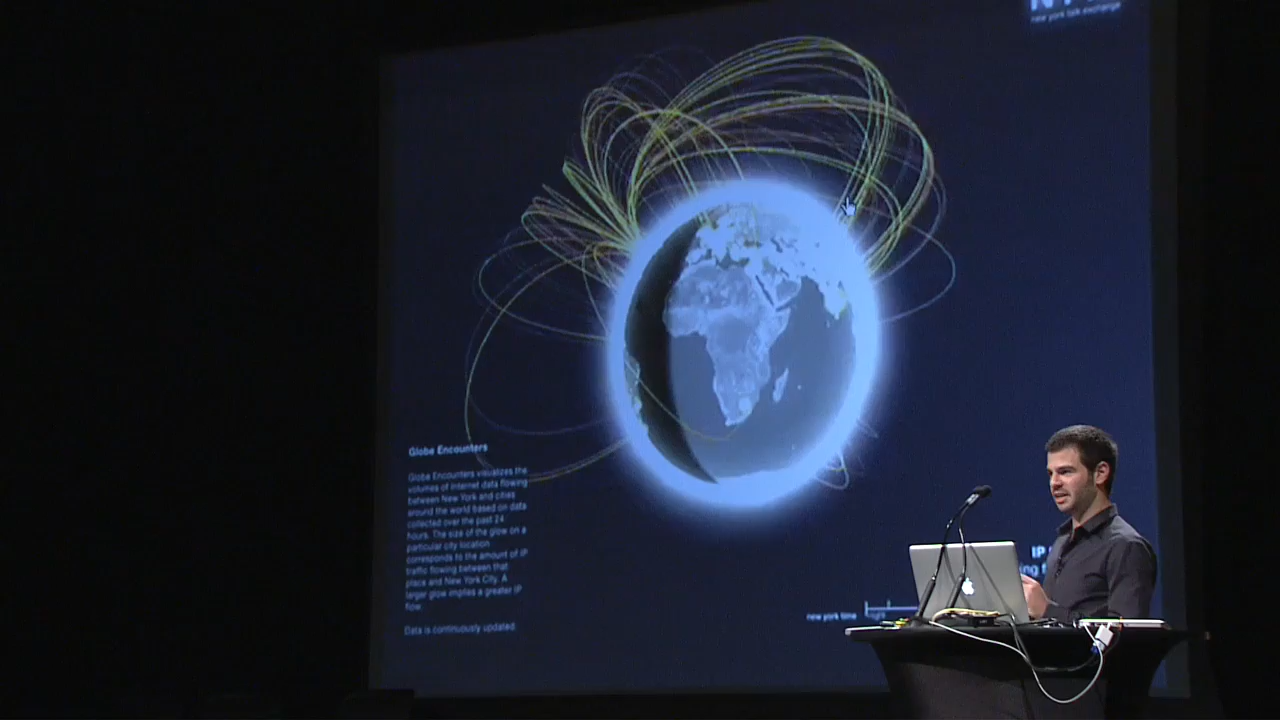 new york talk exchange
Globe Encounters
Globe Encounters visualizes the
volumes of Internet data flowing
between New York and cities
around the world based on data
collected over the past 24
hours. The size of the glow on a
particular city location
corresponds to the amount of IP
traffic flowing between that
place and New York City. A
larger glow implies a greater IP
flow.
Data is continuously updated.
IP
new york time
night